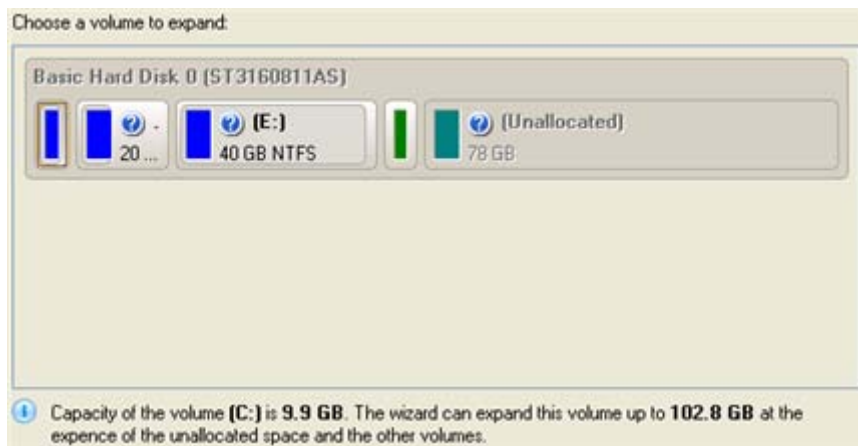 Choose a volume to expand:
Basic Hard Disk 0 (ST3160811AS)
20 ...
(E:)
40 GB NTFS
(Unallocated)
78 GB
Capacity of the volume (C:) is 9.9 GB. The wizard can expand this volume up to 102.8 GB at the
expence of the unallocated space and the other volumes.